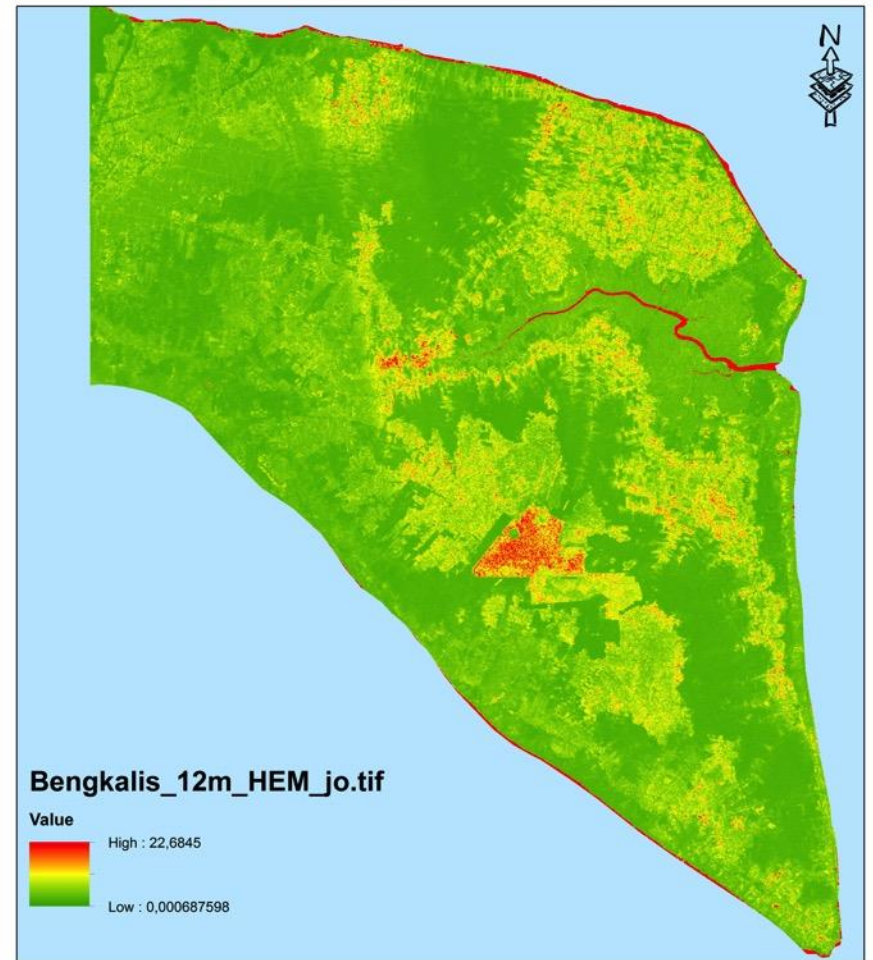 N
Bengkalis_12m_HEM_jo.tif
Value
High : 22,6845
Low : 0,000687598